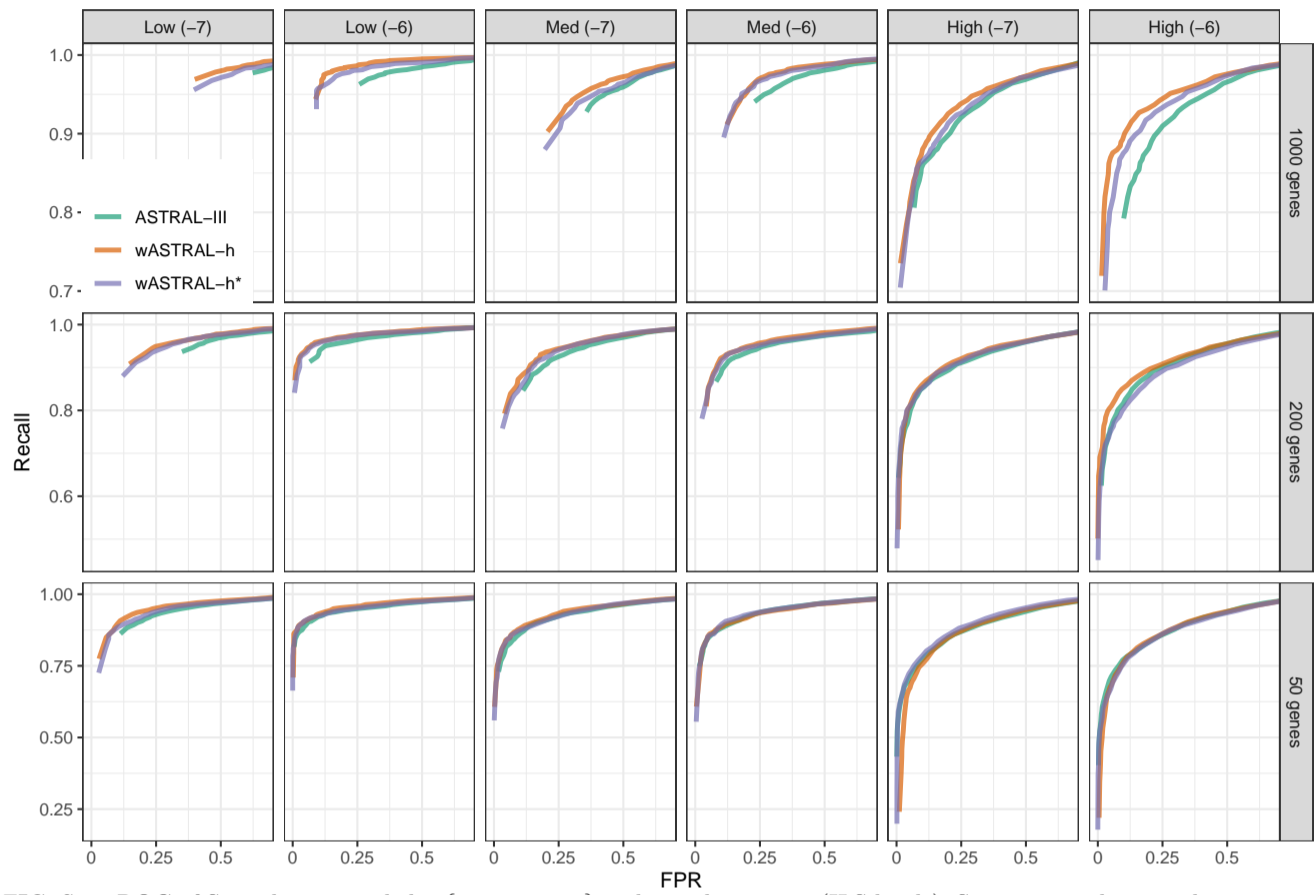 Low (−7) Low (−6) Med (−7) Med (−6) High (−7) High (−6)
1.0
0.9
0.8
0.7
1000 genes
ASTRAL−III
wASTRAL−h
wASTRAL−h*
1.0
0.8
0.6
200 genes
Recall
1.00
0.75
0.50
0.25
50 genes
0 0.25 0.5 0 0.25 0.5 0 0.25 0.5 0 0.25 0.5 0 0.25 0.5 0 0.25 0.5
FPR